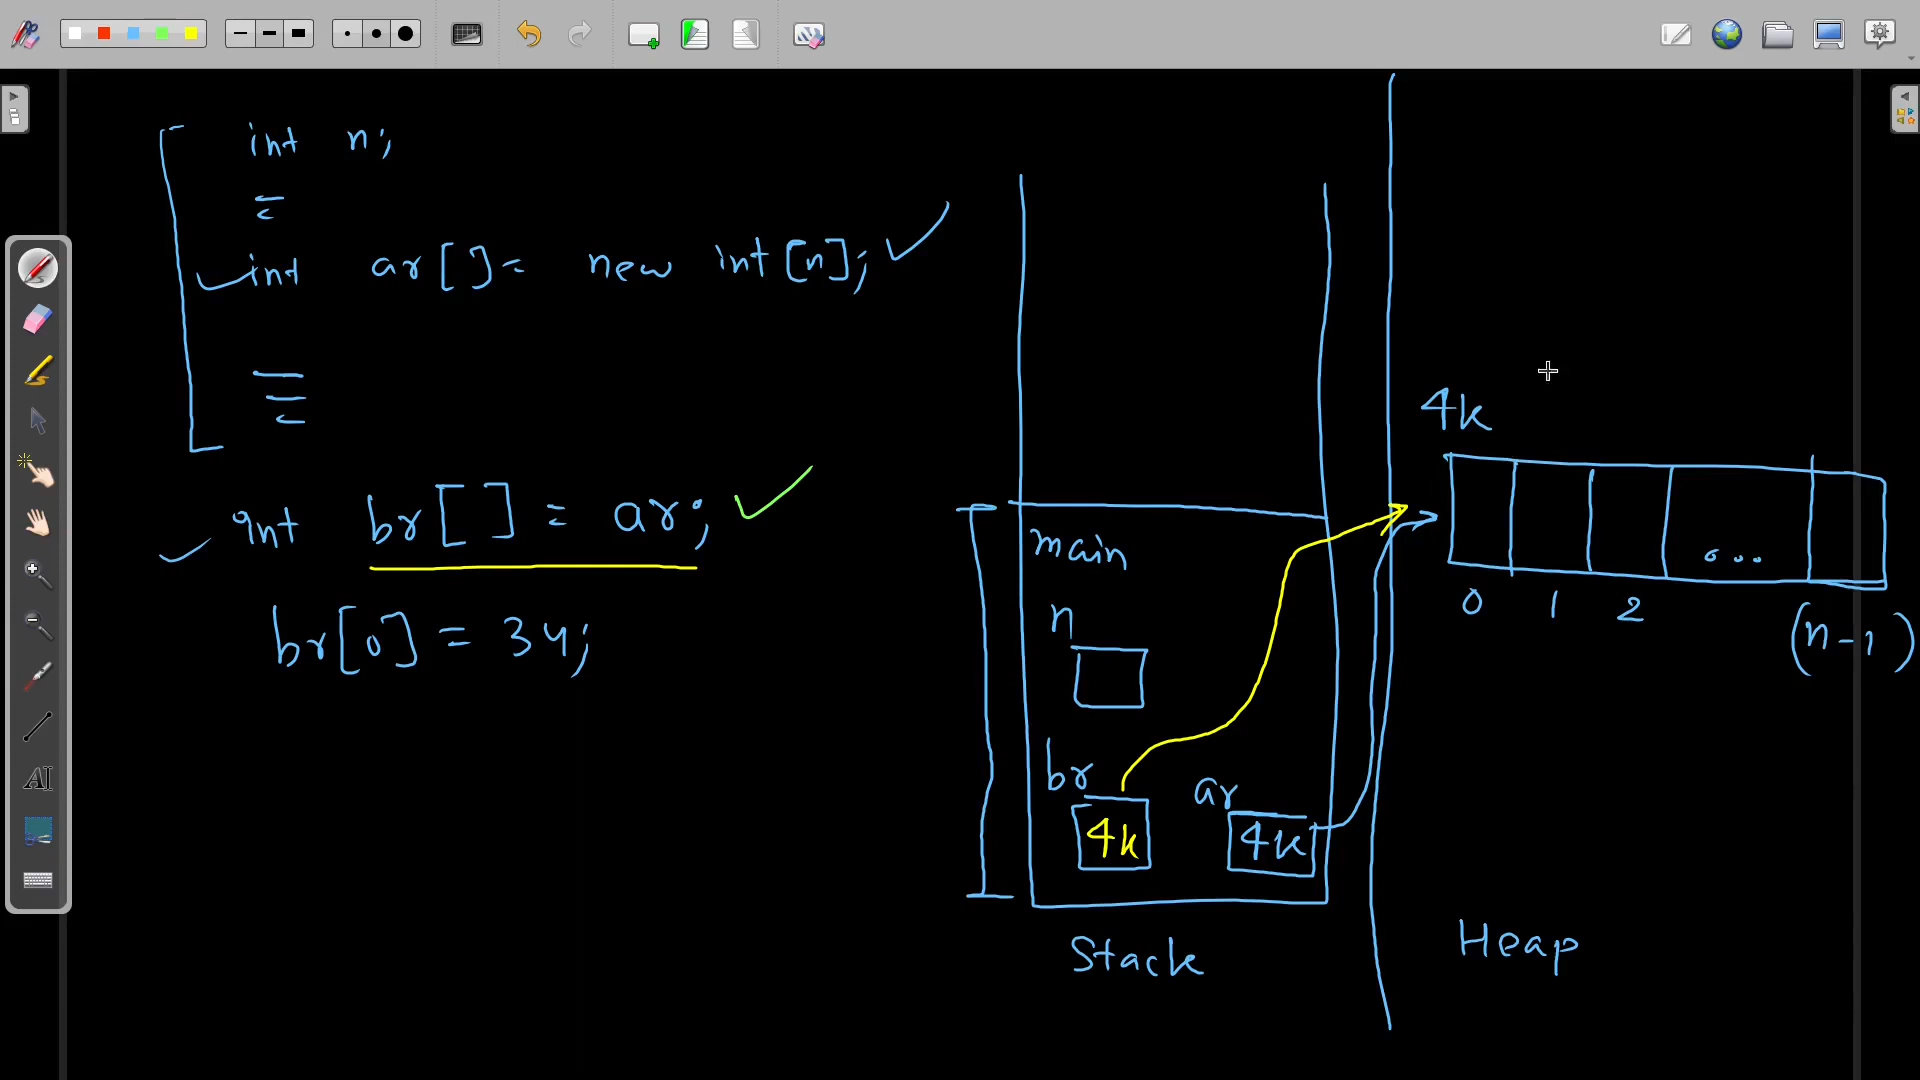 int n;
int ar[ ]= new int[n];
int br[ ] = ar;
br[0] = 34;
main
n
br
4k
ar
4k
Stack
4k
...
0 1 2 (n-1)
Heap
AI